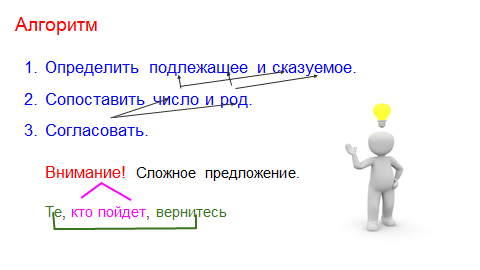 Алгоритм
1. Определить подлежащее и сказуемое.
2. Сопоставить число и род.
3. Согласовать.
Внимание! Сложное предложение.
Те, кто пойдет, вернитесь